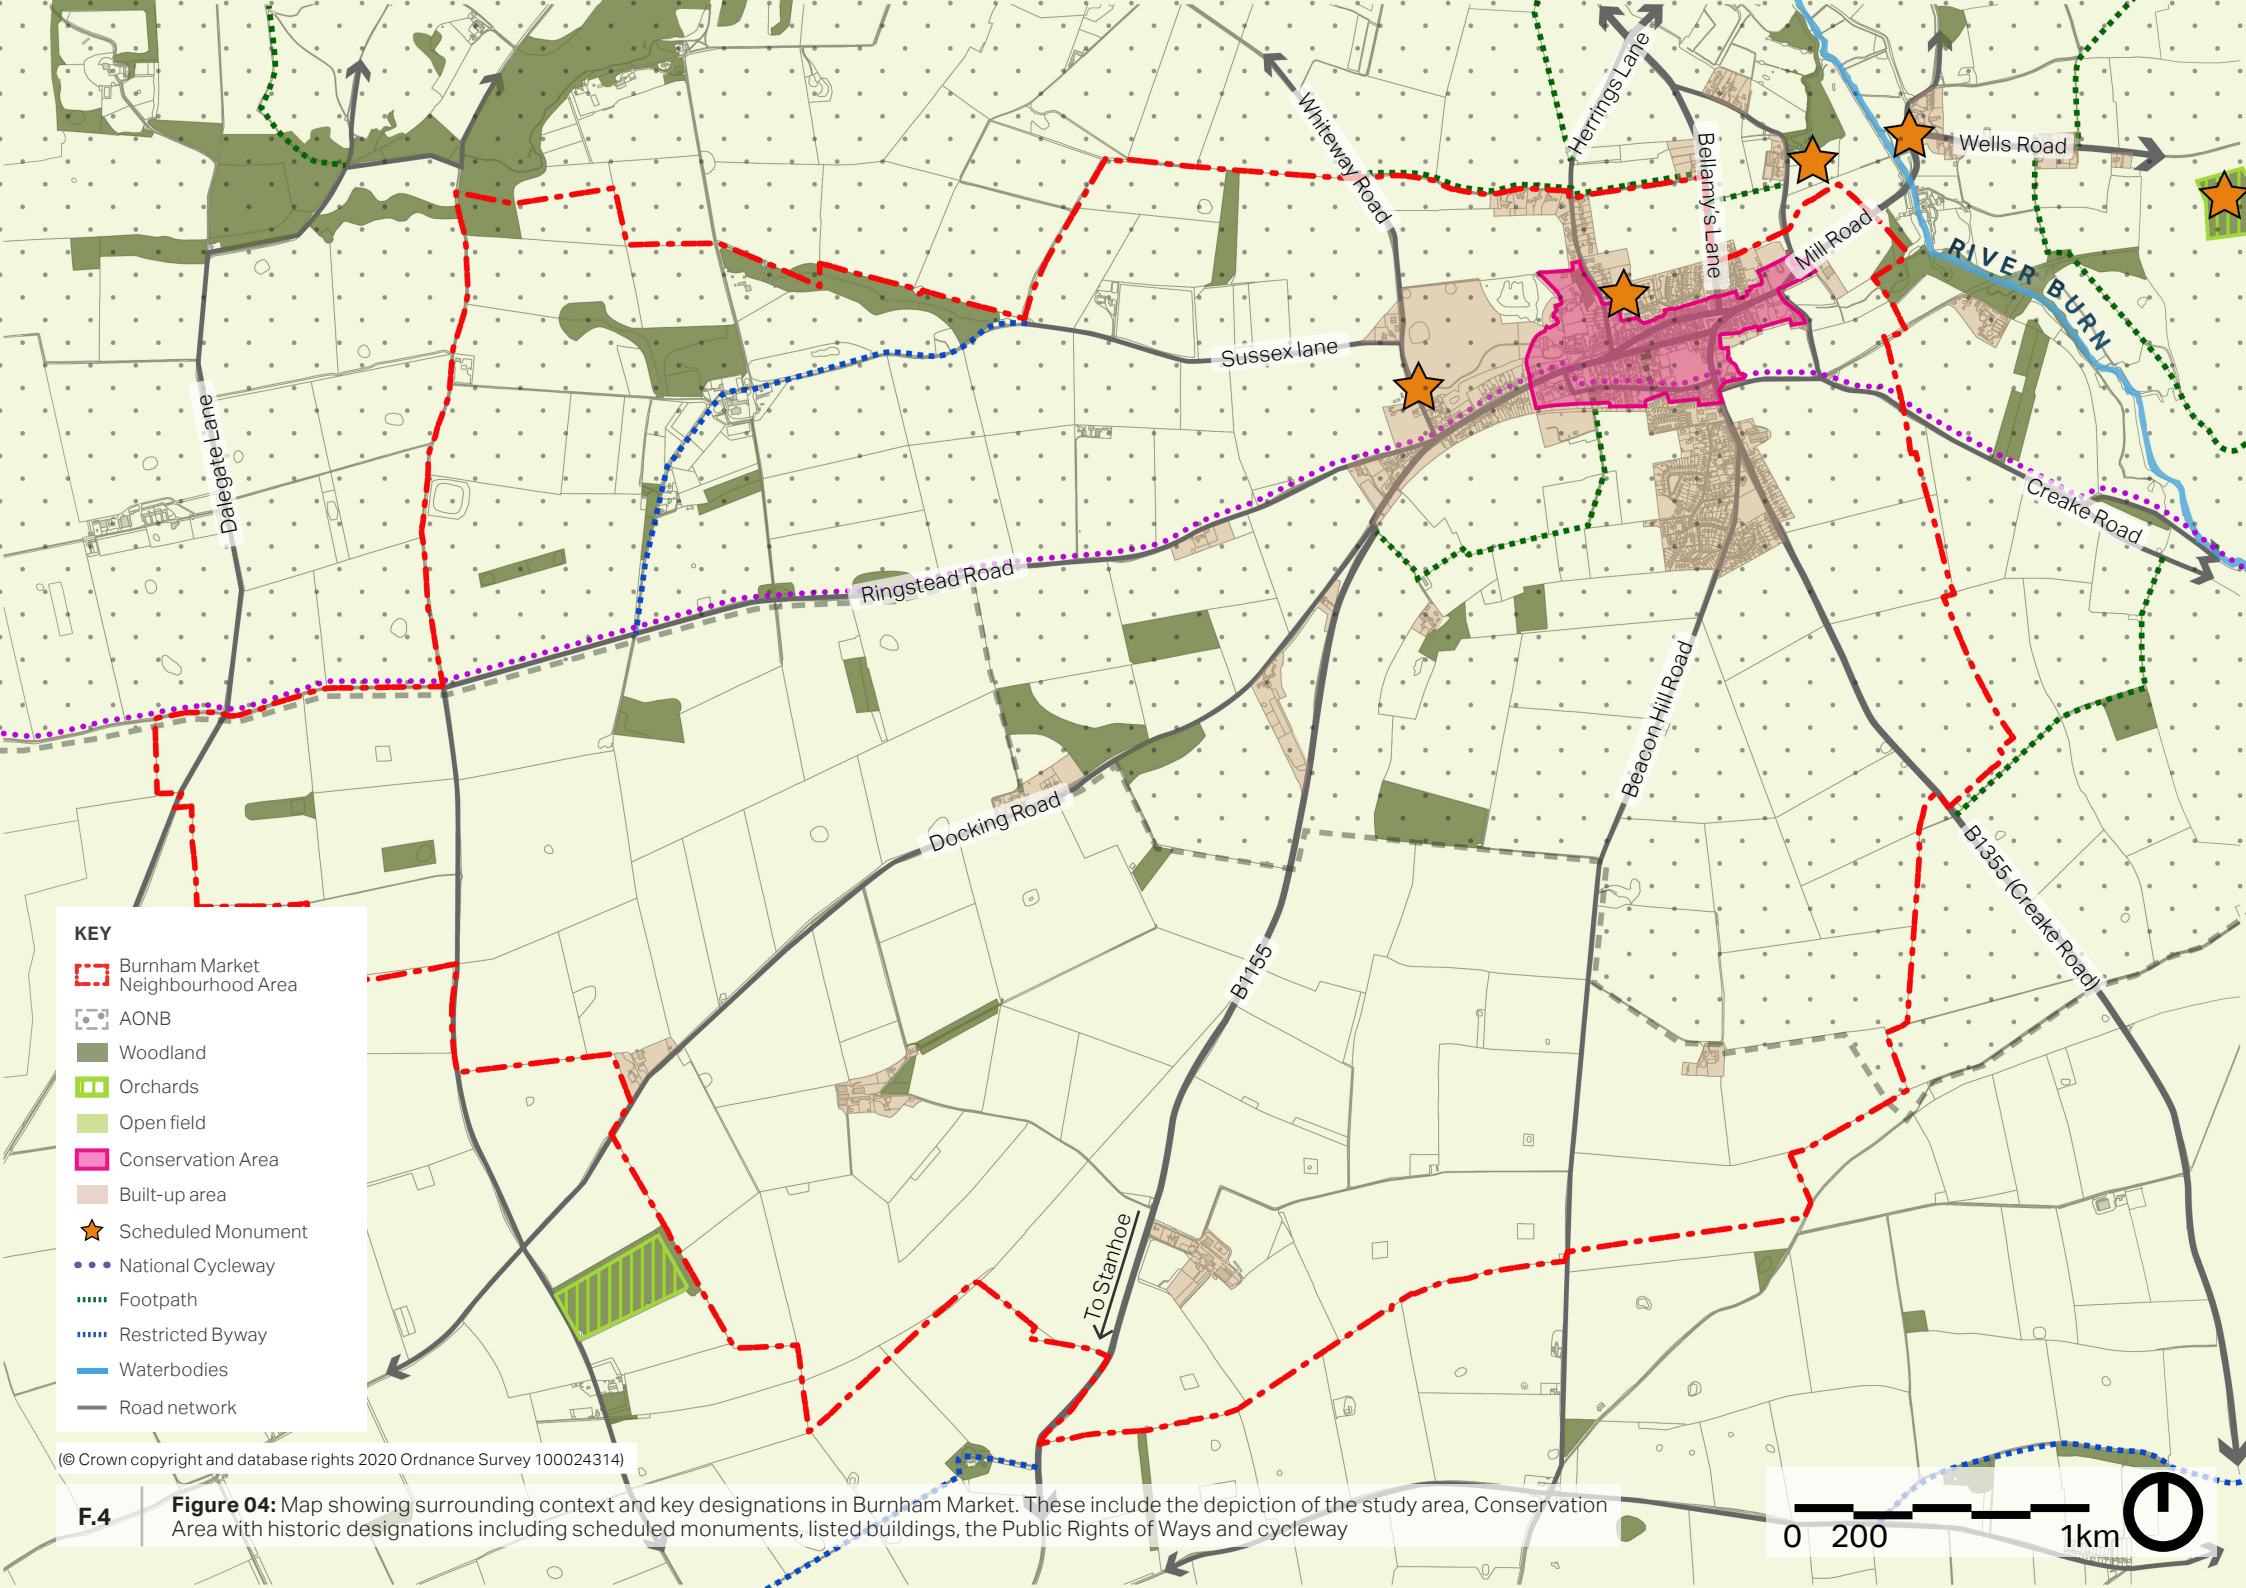 Herrings Lane
Whiteway Road
Bellamy's Lane
Wells Road
Mill Road
RIVER BURN
Sussex lane
Dalegate Lane
Creake Road
Ringstead Road
Beacon Hill Road
Docking Road
B1355 (Creake Road)
B1155
To Stanhoe
KEY
Burnham Market
Neighbourhood Area
AONB
Woodland
Orchards
Open field
Conservation Area
Built-up area
Scheduled Monument
National Cycleway
Footpath
Restricted Byway
Waterbodies
Road network
(© Crown copyright and database rights 2020 Ordnance Survey 100024314)
F.4
Figure 04: Map showing surrounding context and key designations in Burnham Market. These include the depiction of the study area, Conservation
Area with historic designations including scheduled monuments, listed buildings, the Public Rights of Ways and cycleway
0 200 1km